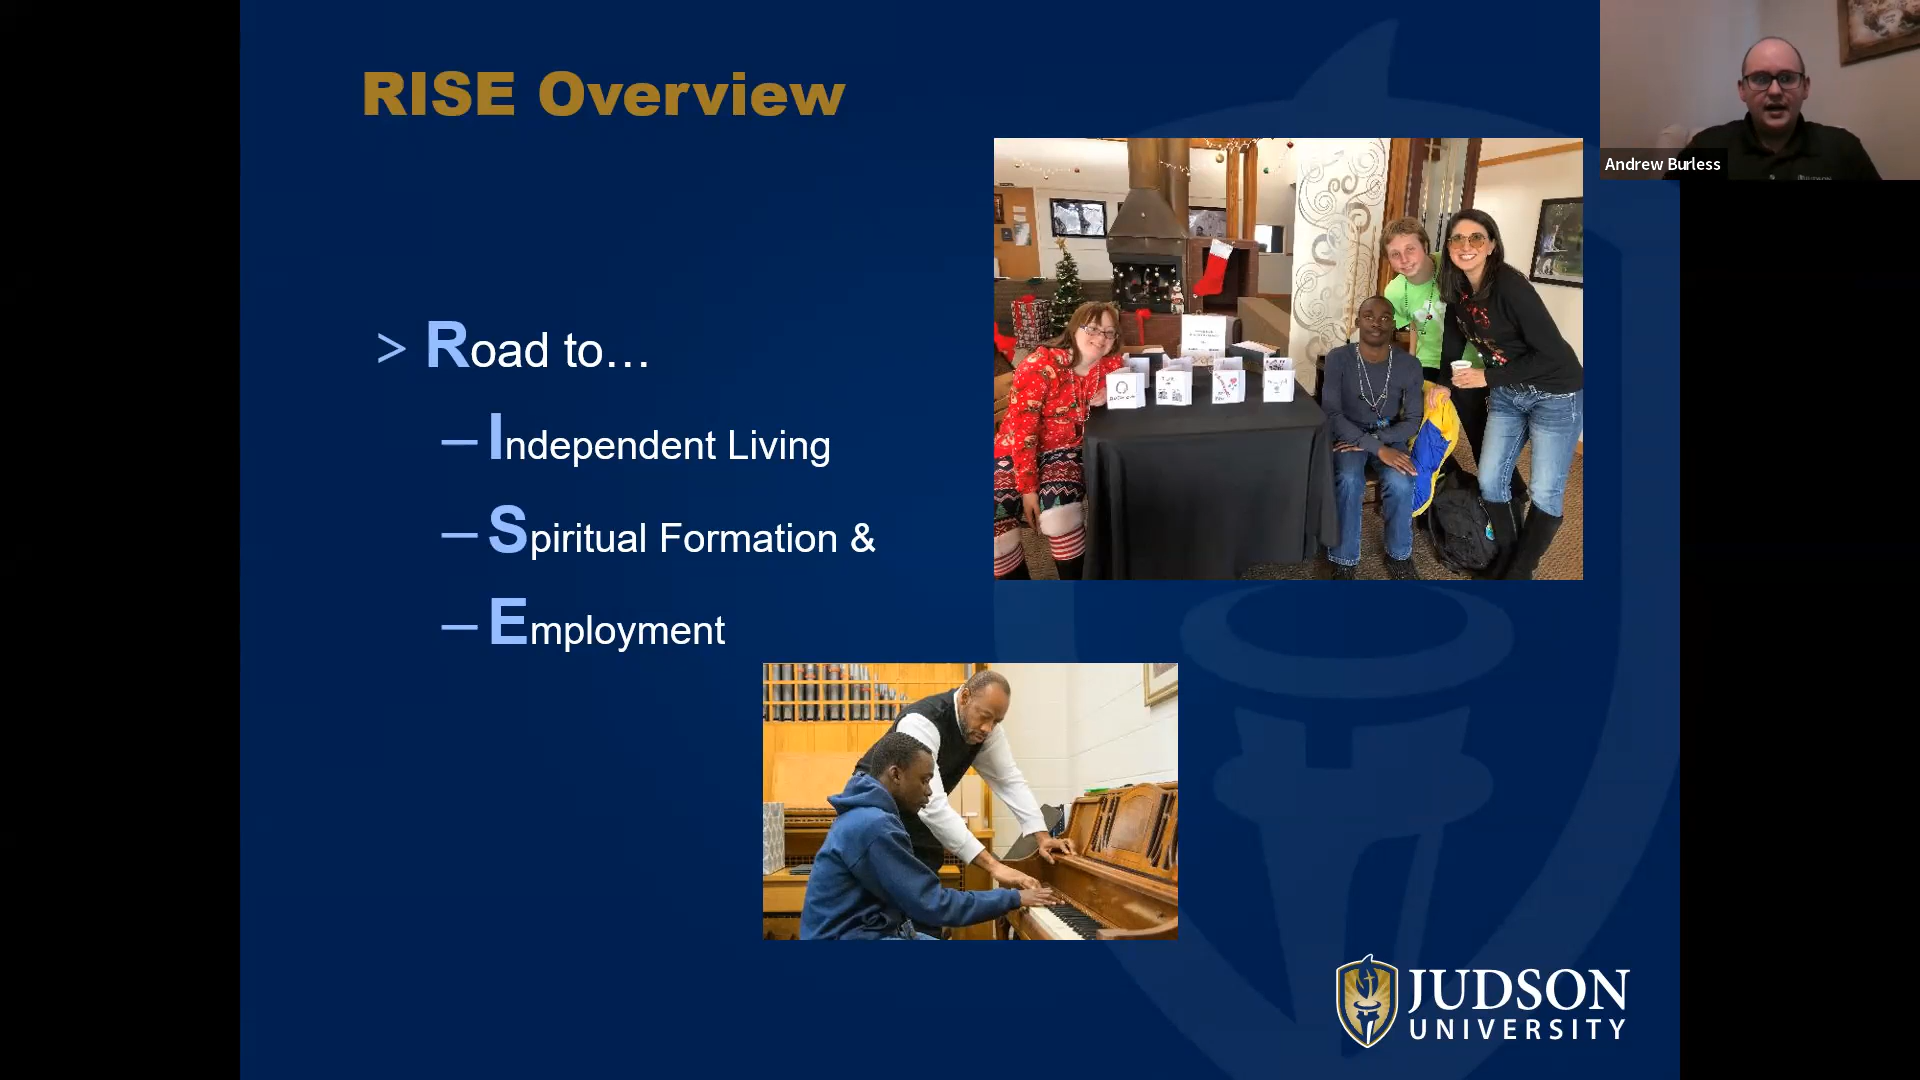 RISE Overview
Andrew Burless
> Road to…
– Independent Living
– Spiritual Formation &
– Employment
JUDSON
UNIVERSITY